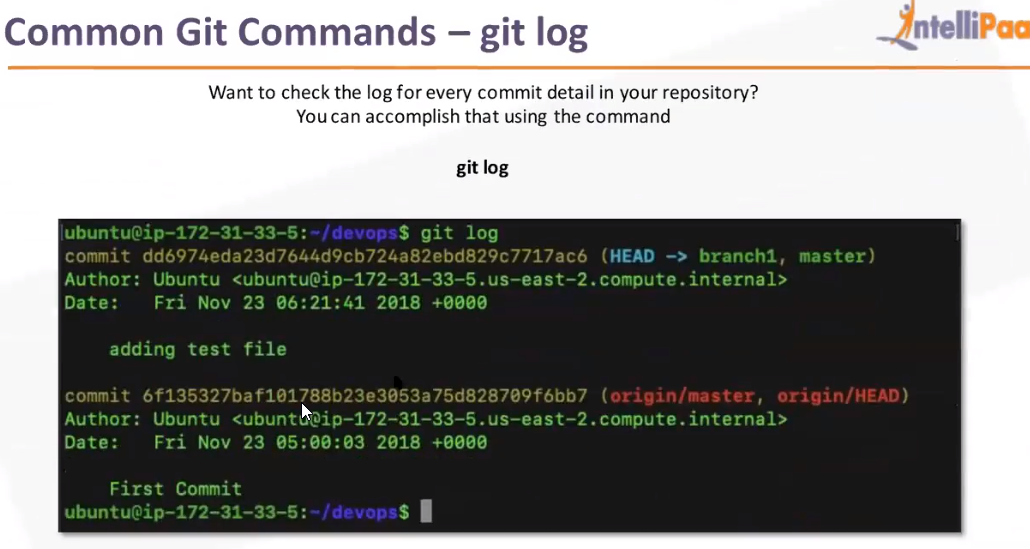 Common Git Commands – git log
IntelliPaa
Want to check the log for every commit detail in your repository?
You can accomplish that using the command
git log
ubuntu@ip-172-31-33-5:~/devops$ git log
commit dd6974eda23d7644d9cb724a82ebd829c7717ac6 (HEAD -> branch1, master)
Author: Ubuntu <ubuntu@ip-172-31-33-5.us-east-2.compute.internal>
Date:   Fri Nov 23 06:21:41 2018 +0000
adding test file
commit 6f135327baf101788b23e3053a75d828709f6bb7 (origin/master, origin/HEAD)
Author: Ubuntu <ubuntu@ip-172-31-33-5.us-east-2.compute.internal>
Date:   Fri Nov 23 05:00:03 2018 +0000
First Commit
ubuntu@ip-172-31-33-5:~/devops$